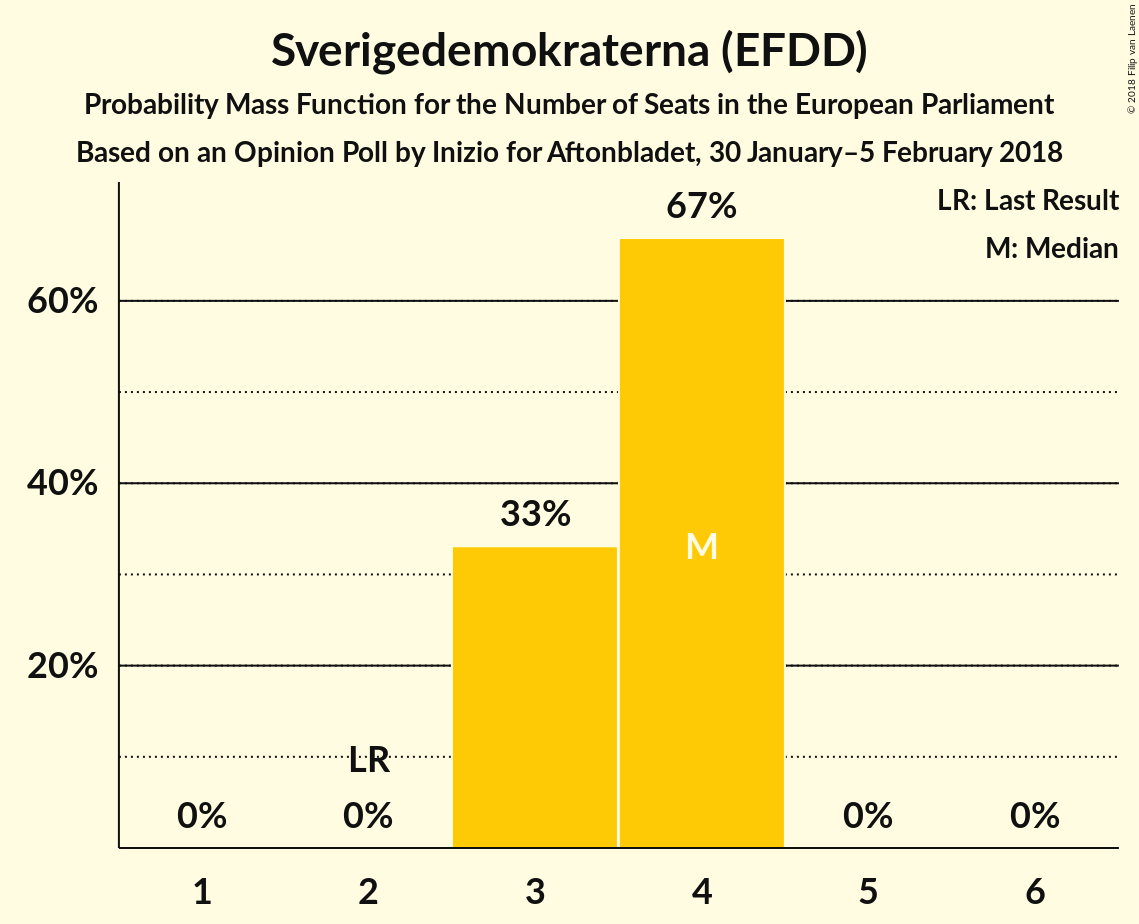 Sverigedemokraterna (EFDD)
Probability Mass Function for the Number of Seats in the European Parliament
Based on an Opinion Poll by Inizio for Aftonbladet, 30 January–5 February 2018
© 2018 Filip van Laenen
LR: Last Result
M: Median
67%
60%
40%
33%
M
20%
LR
0%
0%
0%
0%
1
2
3
4
5
6